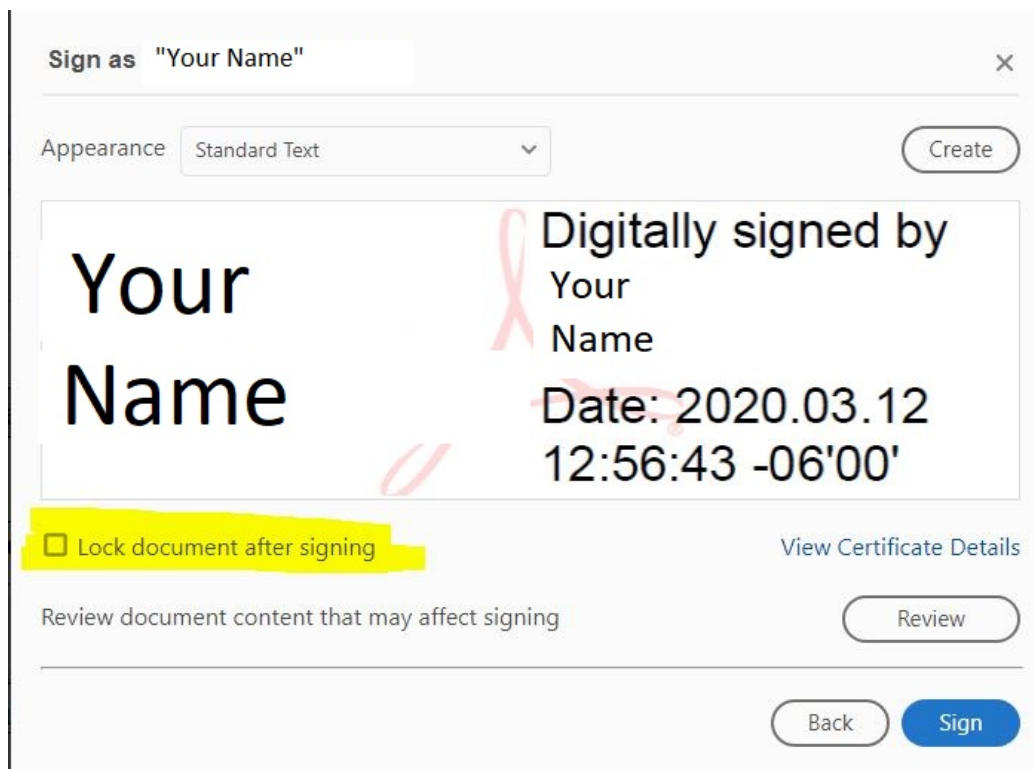 Sign as "Your Name"
Appearance Standard Text
Create
Your
Name
Digitally signed by
Your
Name
Date: 2020.03.12
12:56:43 -06'00'
Lock document after signing
View Certificate Details
Review document content that may affect signing
Review
Back
Sign